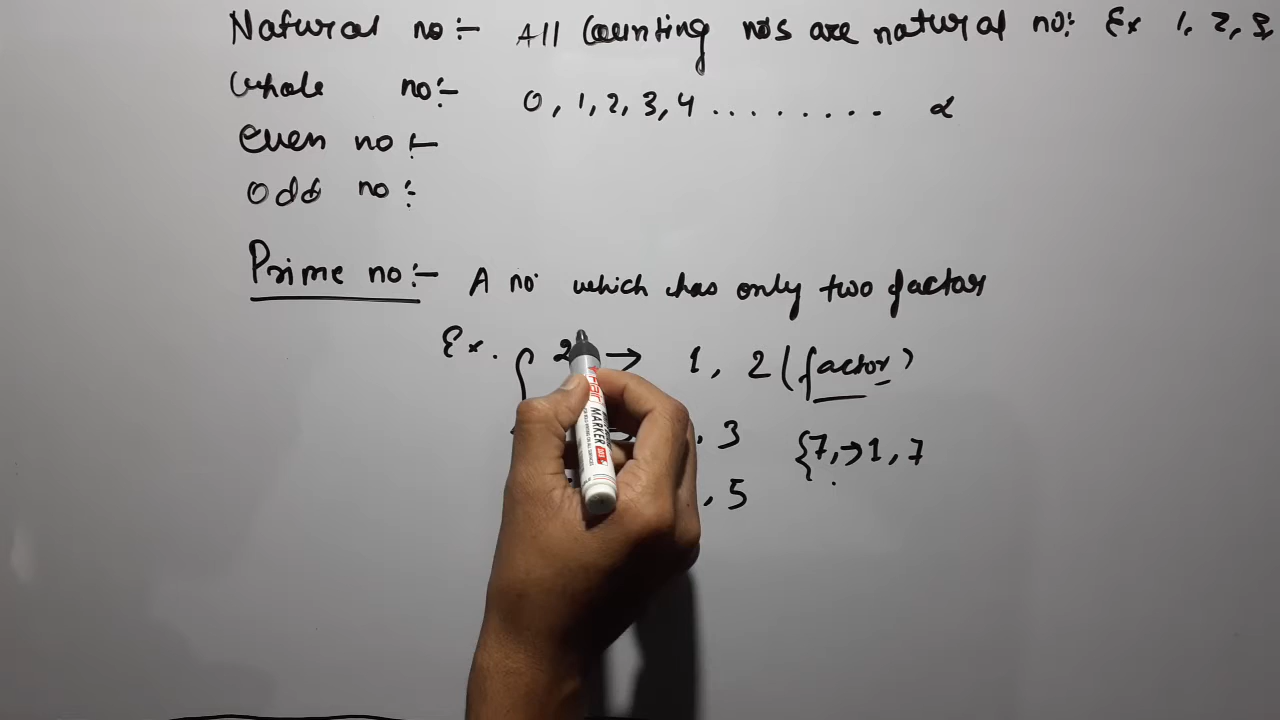 Natural no:- All Counting nos are natural no: Ex 1, 2, 3,
Whole no:- 0, 1, 2, 3, 4 ......... α
Even no:-
Odd no:-
Prime no:- A no. which has only two factor
Ex. { 2 → 1, 2 (factor)
, 3 {7, → 1, 7
, 5
MARKER